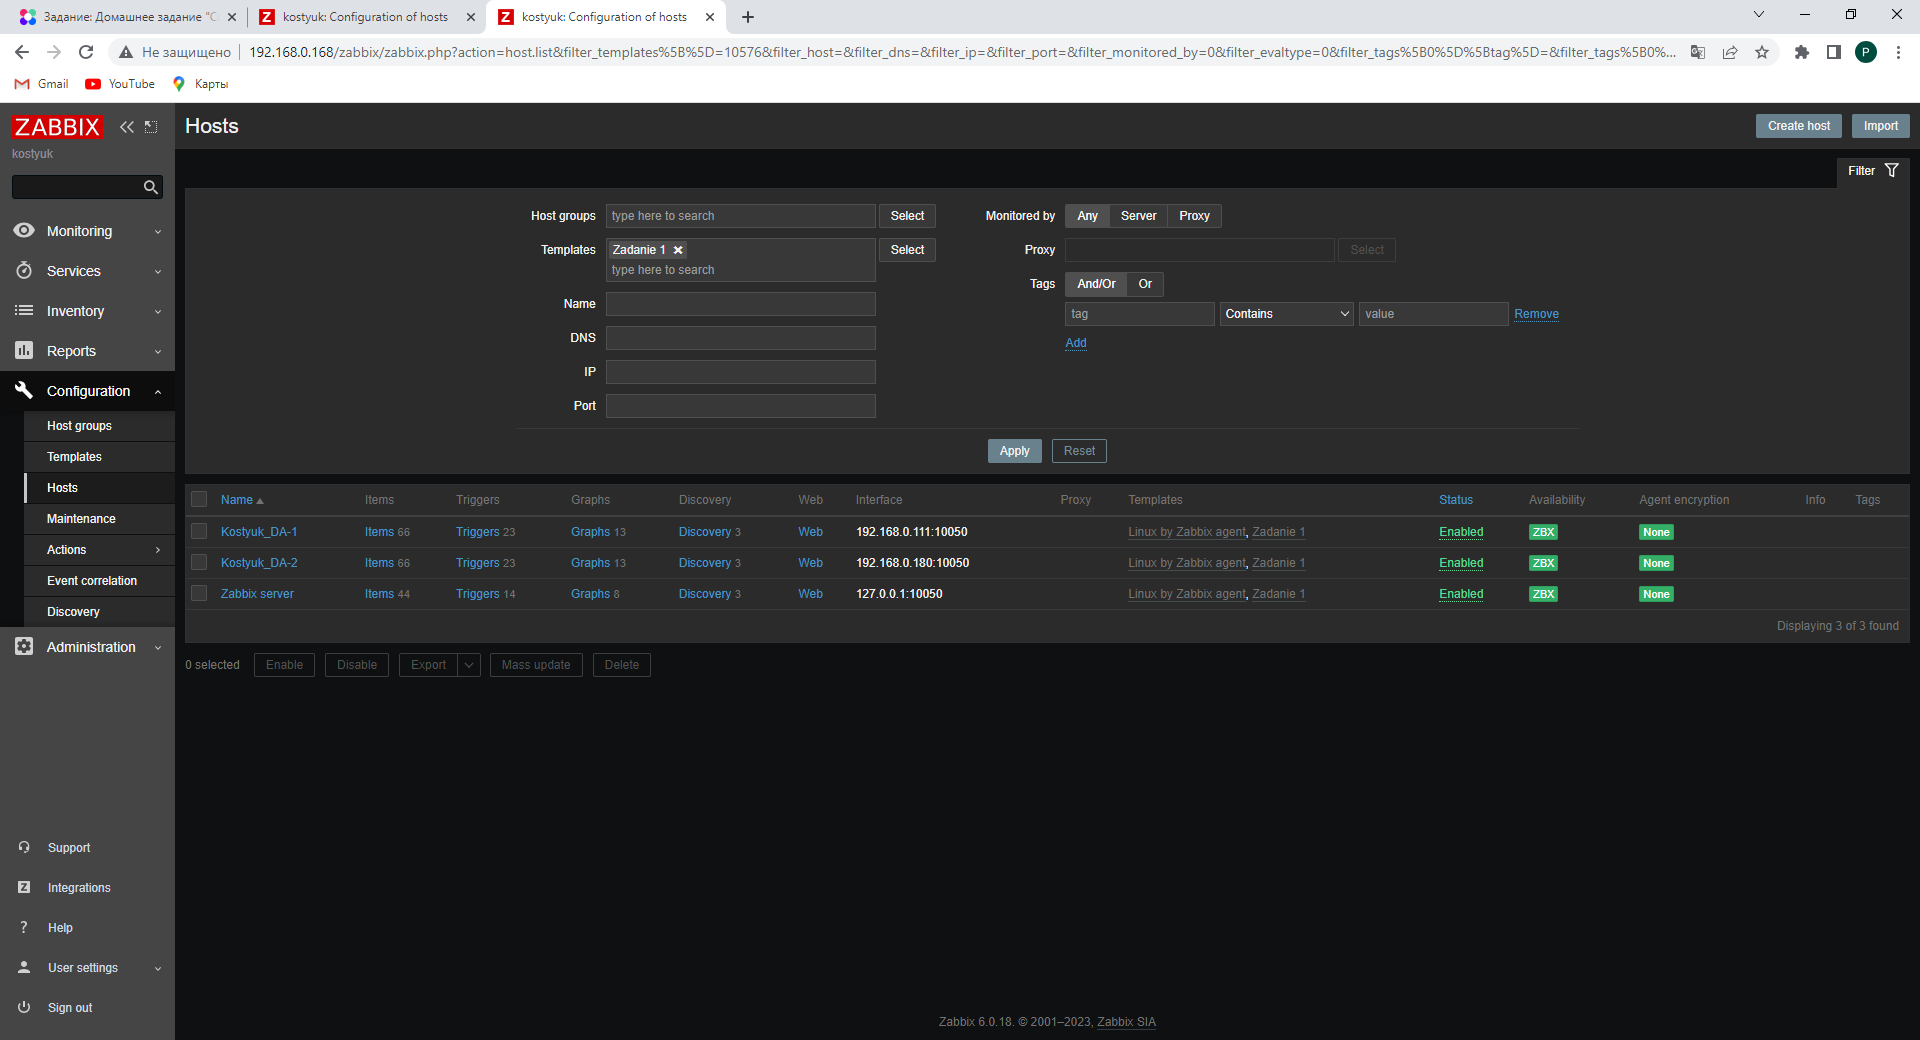 Задание: Домашнее задание "С
kostyuk: Configuration of hosts
kostyuk: Configuration of hosts
Не защищено
192.168.0.168/zabbix/zabbix.php?action=host.list&filter_templates%5B%5D=10576&filter_host=&filter_dns=&filter_ip=&filter_port=&filter_monitored_by=0&filter_evaltype=0&filter_tags%5B0%5D%5Btag%5D=&filter_tags%5B0%...
P
Gmail
YouTube
Карты
ZABBIX
kostyuk
Monitoring
Services
Inventory
Reports
Configuration
Host groups
Templates
Hosts
Maintenance
Actions
Event correlation
Discovery
Administration
Support
Integrations
Help
User settings
Sign out
Hosts
Create host
Import
Filter
Host groups
type here to search
Select
Templates
Zadanie 1
type here to search
Select
Name
DNS
IP
Port
Monitored by
Any
Server
Proxy
Proxy
Select
Tags
And/Or
Or
tag
Contains
value
Remove
Add
Apply
Reset
Name Items Triggers Graphs Discovery Web Interface Proxy Templates Status Availability Agent encryption Info Tags
Kostyuk_DA-1 Items 66 Triggers 23 Graphs 13 Discovery 3 Web 192.168.0.111:10050 Linux by Zabbix agent, Zadanie 1 Enabled ZBX None
Kostyuk_DA-2 Items 66 Triggers 23 Graphs 13 Discovery 3 Web 192.168.0.180:10050 Linux by Zabbix agent, Zadanie 1 Enabled ZBX None
Zabbix server Items 44 Triggers 14 Graphs 8 Discovery 3 Web 127.0.0.1:10050 Linux by Zabbix agent, Zadanie 1 Enabled ZBX None
Displaying 3 of 3 found
0 selected
Enable
Disable
Export
Mass update
Delete
Zabbix 6.0.18. © 2001–2023, Zabbix SIA